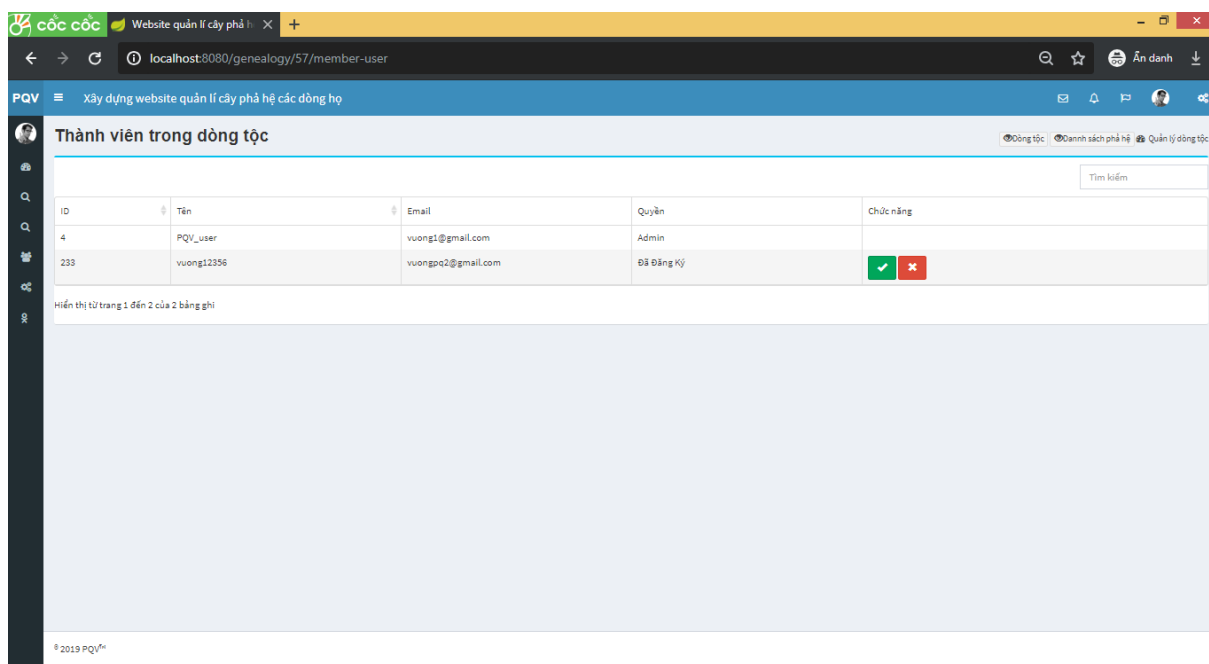 cốc cốc Website quản lí cây phả h
localhost:8080/genealogy/57/member-user Ẩn danh
PQV Xây dựng website quản lí cây phả hệ các dòng họ
Thành viên trong dòng tộc
Dòng tộc Dannh sách phả hệ Quản lý dòng tộc
Tìm kiếm
ID Tên Email Quyền Chức năng
4 PQV_user vuong1@gmail.com Admin
233 vuong12356 vuongpq2@gmail.com Đã Đăng Ký
Hiển thị từ trang 1 đến 2 của 2 bảng ghi
© 2019 PQV™